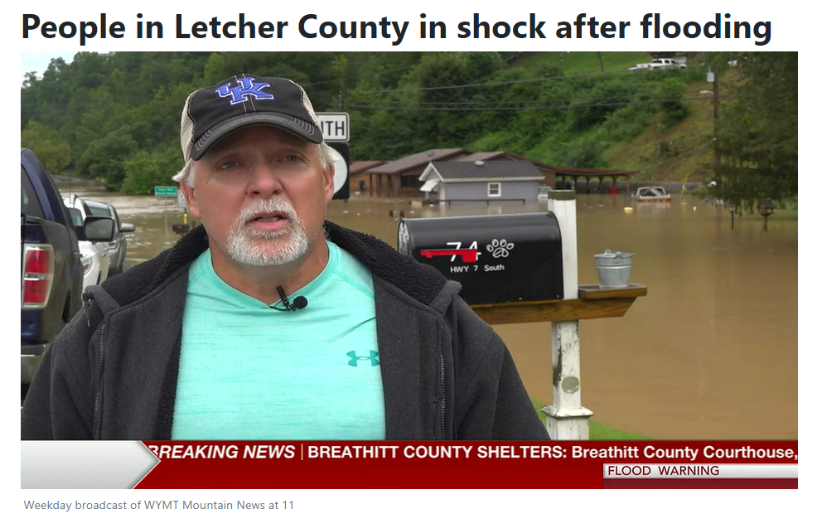 People in Letcher County in shock after flooding
UK
TH
74
HWY 7 South
BREAKING NEWS | BREATHITT COUNTY SHELTERS: Breathitt County Courthouse,
FLOOD WARNING
Weekday broadcast of WYMT Mountain News at 11